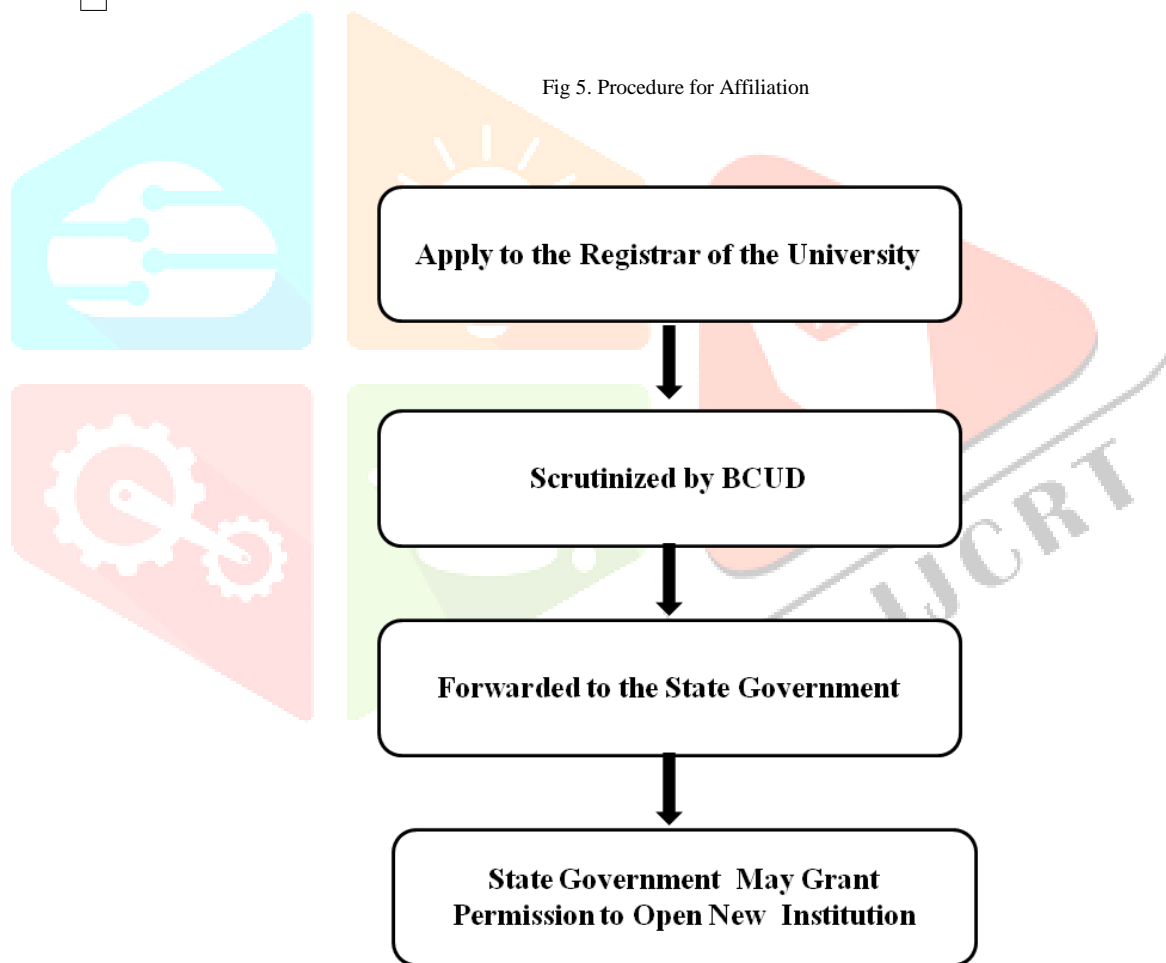 Fig 5. Procedure for Affiliation
Apply to the Registrar of the University
Scrutinized by BCUD
IJCRT
Forwarded to the State Government
State Government May Grant
Permission to Open New Institution